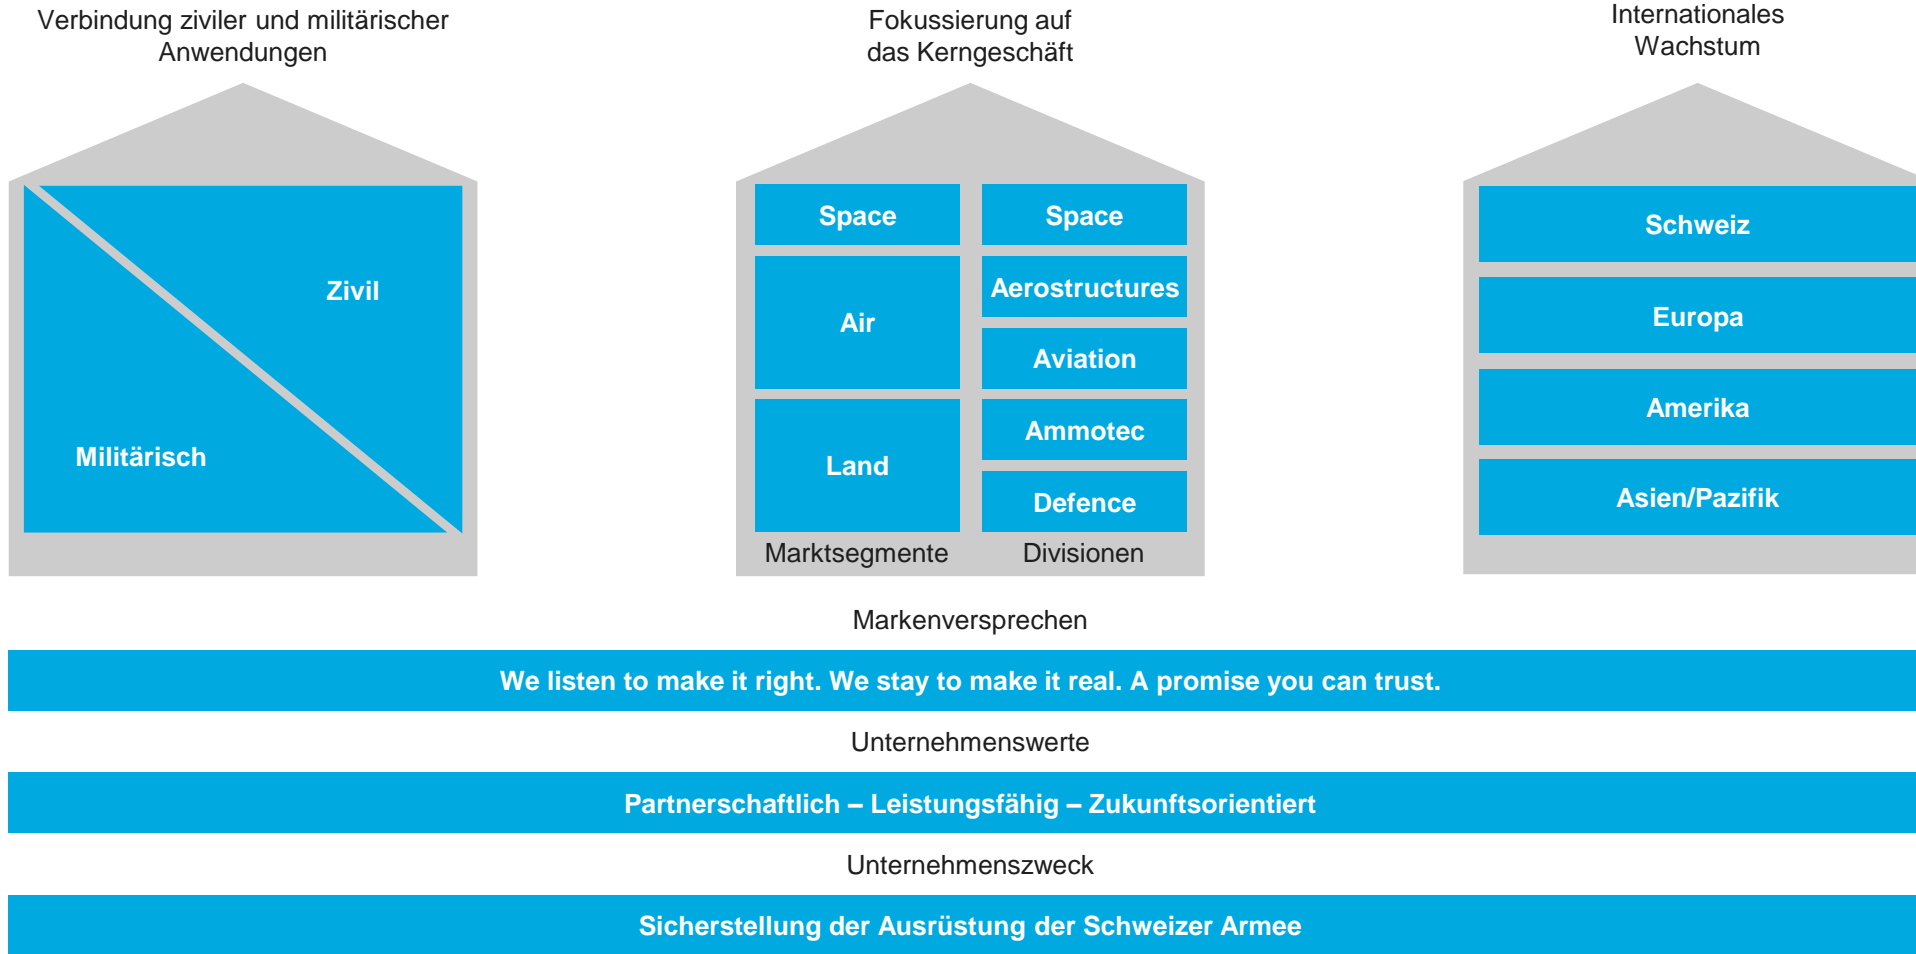 Verbindung ziviler und militärischer
Anwendungen
Zivil
Militärisch
Fokussierung auf
das Kerngeschäft
Space
Air
Land
Marktsegmente
Space
Aerostructures
Aviation
Ammotec
Defence
Divisionen
Internationales
Wachstum
Schweiz
Europa
Amerika
Asien/Pazifik
Markenversprechen
We listen to make it right. We stay to make it real. A promise you can trust.
Unternehmenswerte
Partnerschaftlich – Leistungsfähig – Zukunftsorientiert
Unternehmenszweck
Sicherstellung der Ausrüstung der Schweizer Armee